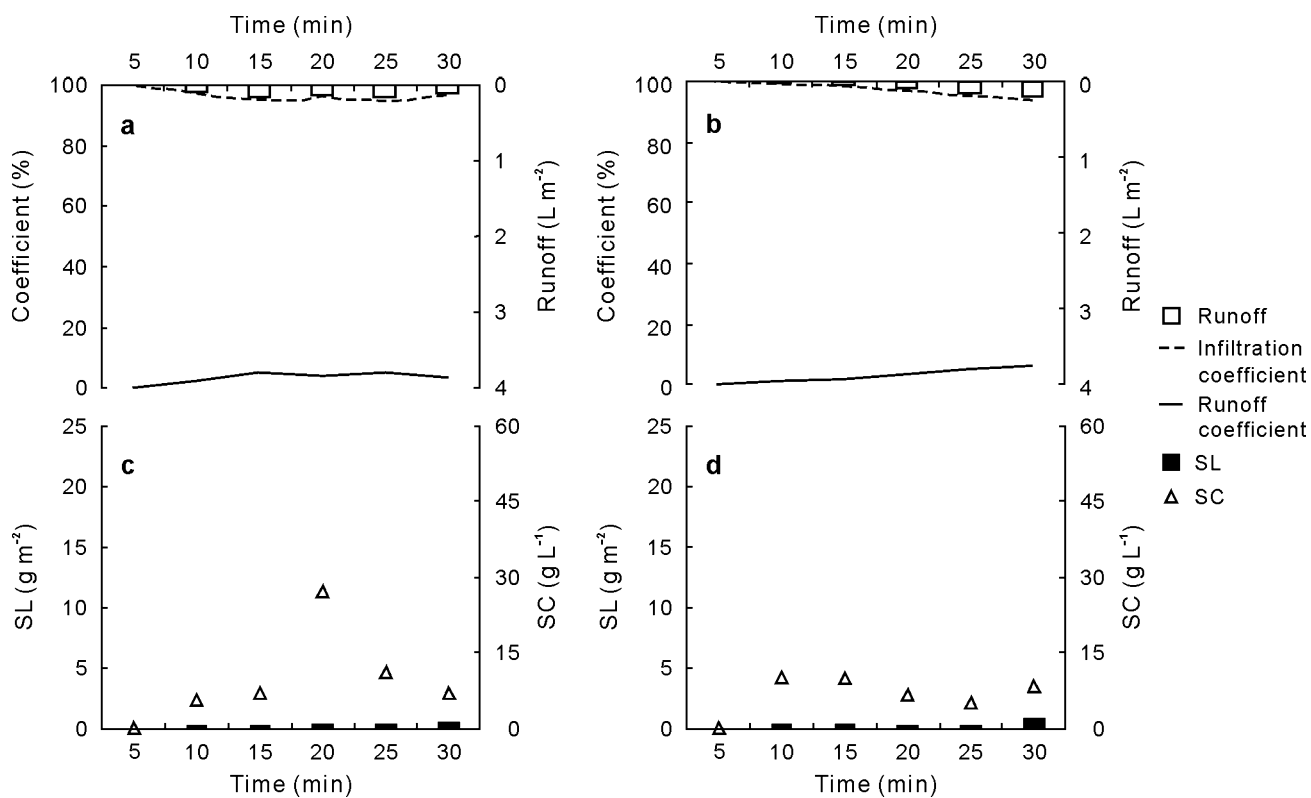 Time (min)
5 10 15 20 25 30
100
80
60
40
20
0
Coefficient (%)
a
0
1
2
3
4
Runoff (L m-2)
Time (min)
5 10 15 20 25 30
100
80
60
40
20
0
Coefficient (%)
b
0
1
2
3
4
Runoff (L m-2)
Runoff
Infiltration
coefficient
Runoff
coefficient
SL
SC
25
20
15
10
5
0
SL (g m-2)
c
60
45
30
15
0
SC (g L-1)
5 10 15 20 25 30
Time (min)
25
20
15
10
5
0
SL (g m-2)
d
60
45
30
15
0
SC (g L-1)
5 10 15 20 25 30
Time (min)